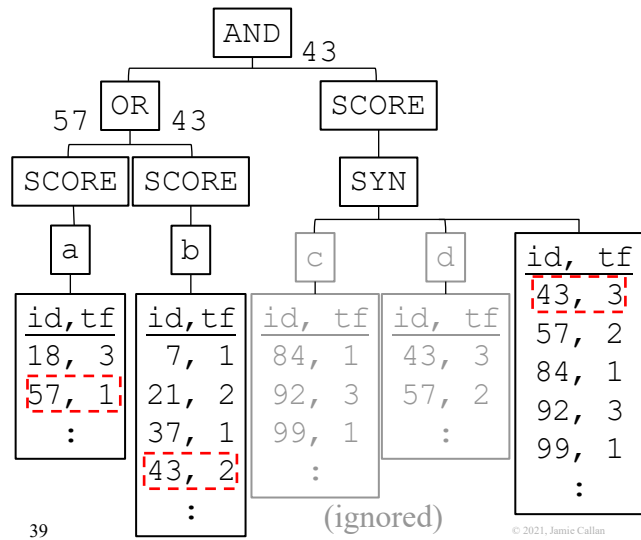 AND
43
OR
SCORE
57
43
SCORE
SCORE
SYN
a
b
c
d
id, tf
43, 3
57, 2
84, 1
92, 3
99, 1
:
id,tf
18, 3
57, 1
:
id,tf
7, 1
21, 2
37, 1
43, 2
:
id,tf
84, 1
92, 3
99, 1
:
id,tf
43, 3
57, 2
:
(ignored)
39
© 2021, Jamie Callan